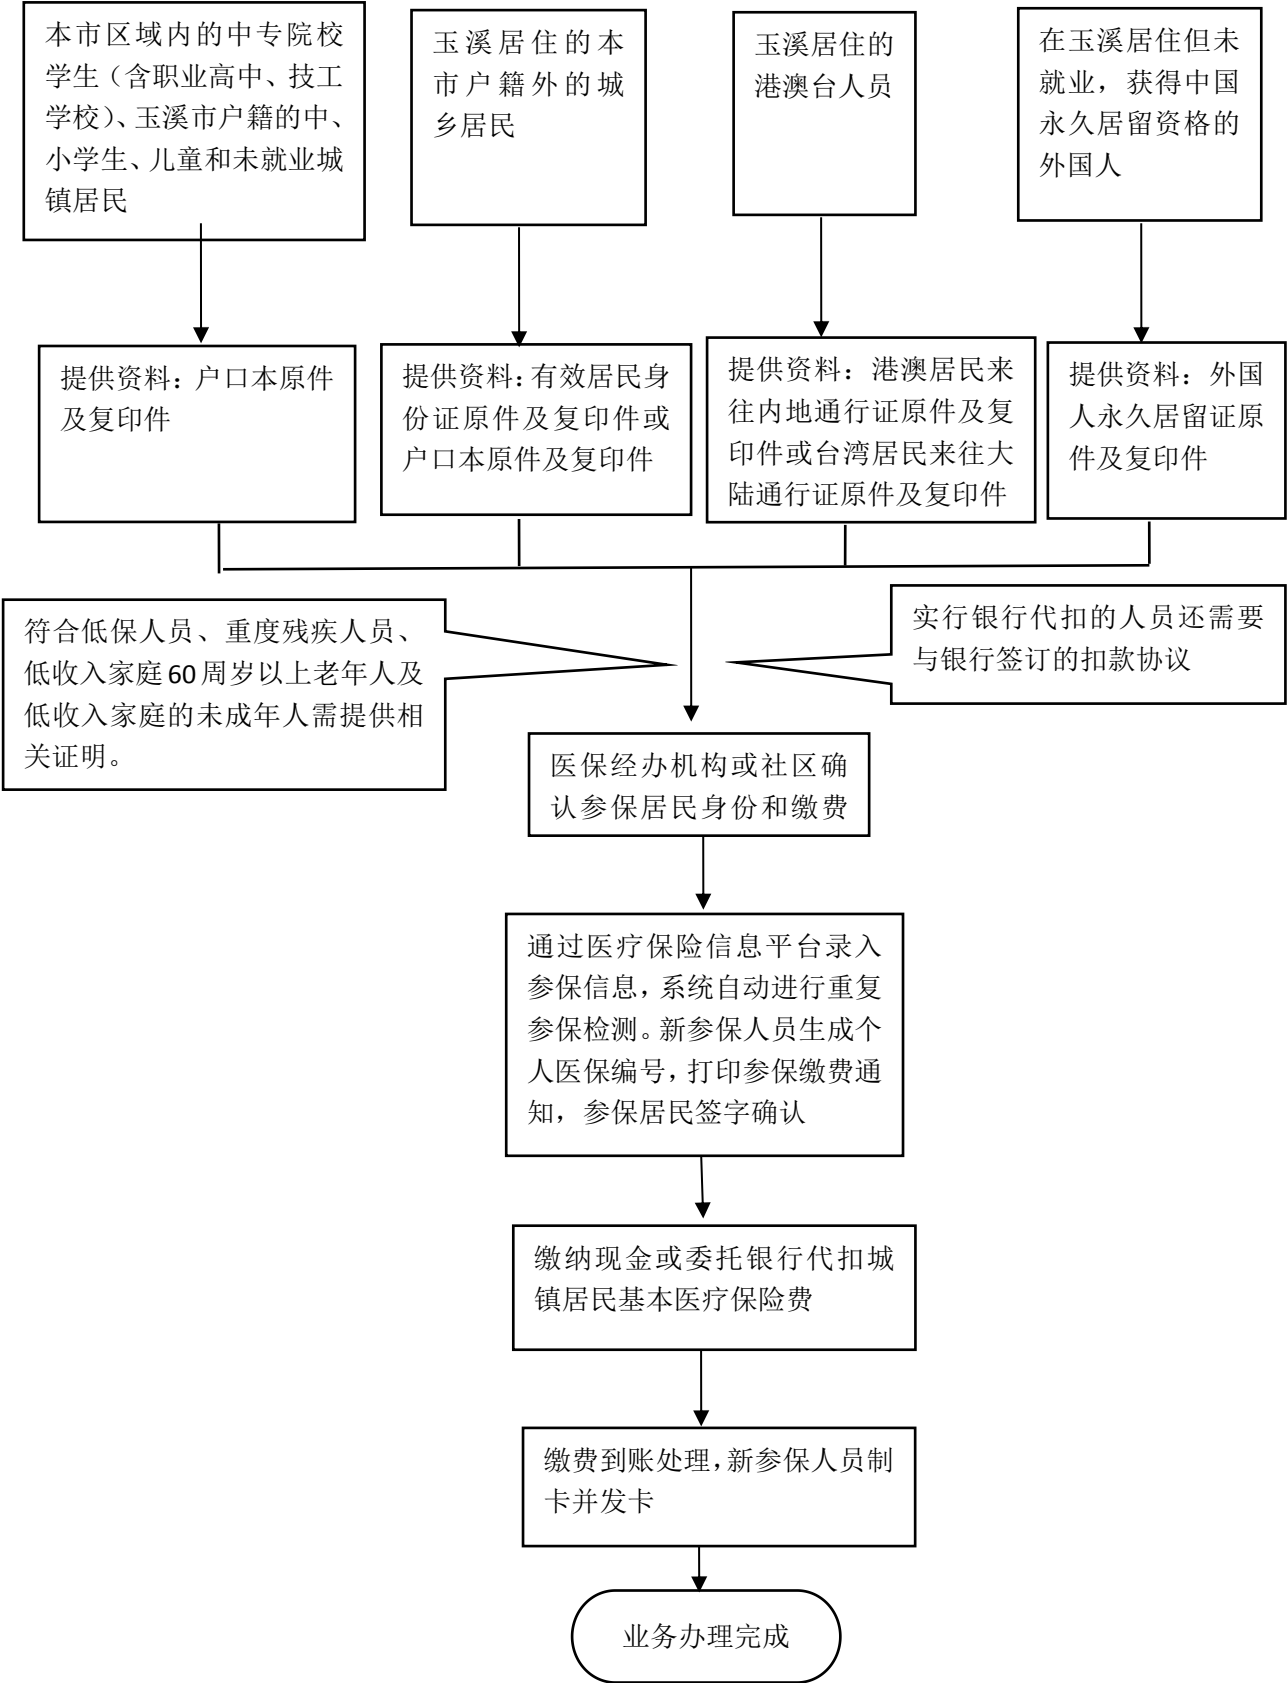 本市区域内的中专院校
学生（含职业高中、技工
学校）、玉溪市户籍的中、
小学生、儿童和未就业城
镇居民
玉溪居住的本
市户籍外的城
乡居民
玉溪居住的
港澳台人员
在玉溪居住但未
就业，获得中国
永久居留资格的
外国人
提供资料：户口本原件
及复印件
提供资料：有效居民身
份证原件及复印件或
户口本原件及复印件
提供资料：港澳居民来
往内地通行证原件及复
印件或台湾居民来往大
陆通行证原件及复印件
提供资料：外国
人永久居留证原
件及复印件
符合低保人员、重度残疾人员、
低收入家庭60周岁以上老年人及
低收入家庭的未成年人需提供相
关证明。
实行银行代扣的人员还需要
与银行签订的扣款协议
医保经办机构或社区确
认参保居民身份和缴费
通过医疗保险信息平台录入
参保信息，系统自动进行重复
参保检测。新参保人员生成个
人医保编号，打印参保缴费通
知，参保居民签字确认
缴纳现金或委托银行代扣城
镇居民基本医疗保险费
缴费到账处理，新参保人员制
卡并发卡
业务办理完成